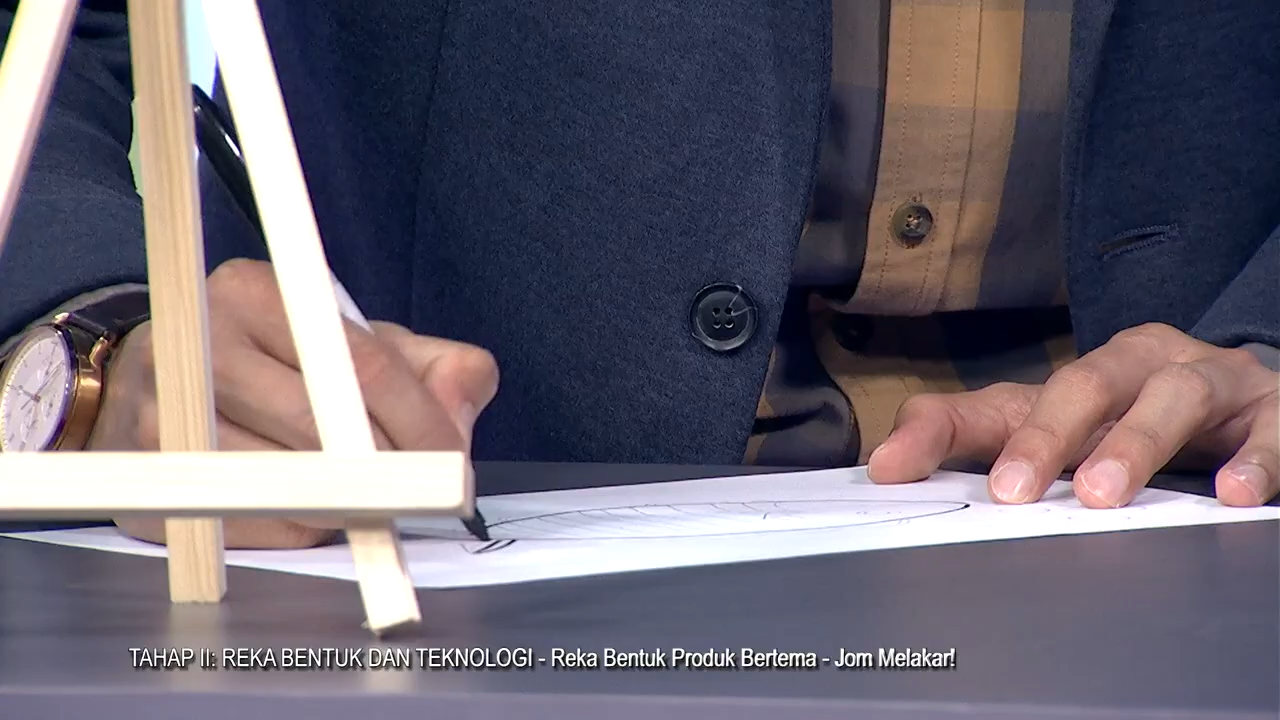 TAHAP II: REKA BENTUK DAN TEKNOLOGI - Reka Bentuk Produk Bertema - Jom Melakar!